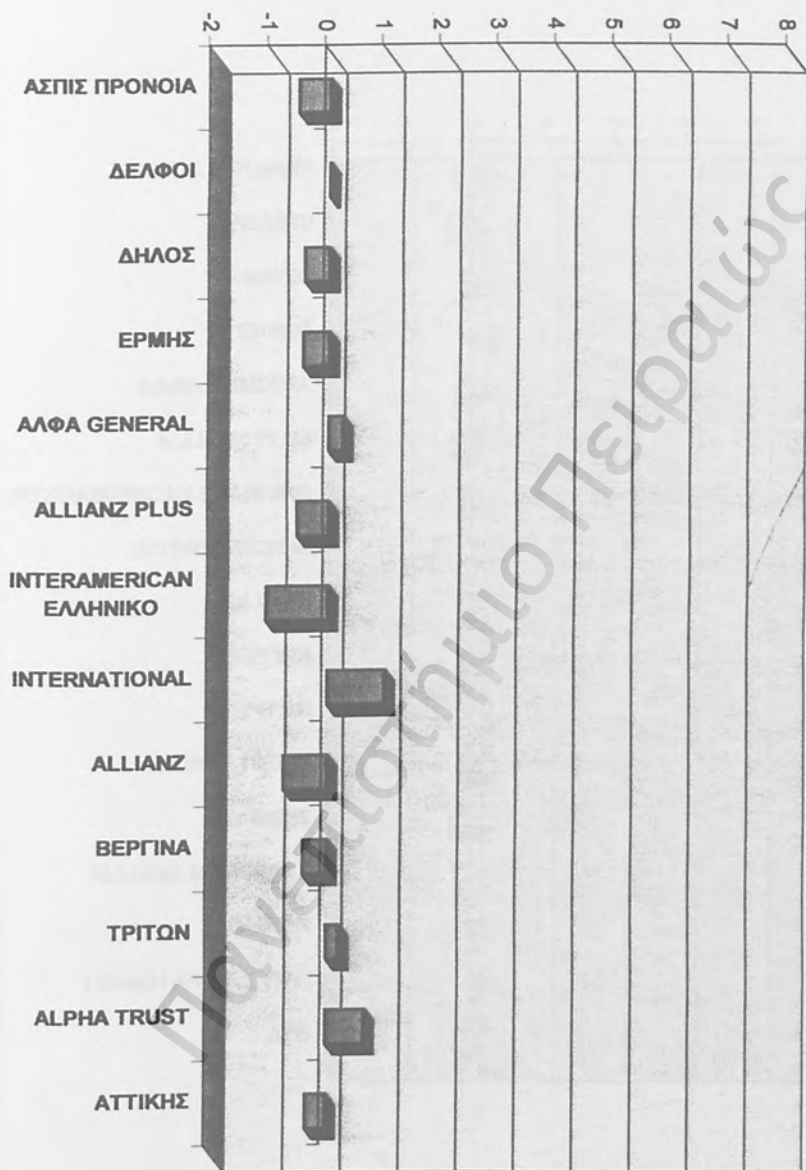 -2 -1 0 1 2 3 4 5 6 7 8
ΑΣΠΙΣ ΠΡΟΝΟΙΑ
ΔΕΛΦΟΙ
ΔΗΛΟΣ
ΕΡΜΗΣ
ΑΛΦΑ GENERAL
ALLIANZ PLUS
INTERAMERICAN
ΕΛΛΗΝΙΚΟ
INTERNATIONAL
ALLIANZ
ΒΕΡΓΙΝΑ
ΤΡΙΤΩΝ
ALPHA TRUST
ΑΤΤΙΚΗΣ
Πανεπιστήμιο Πειραιώς